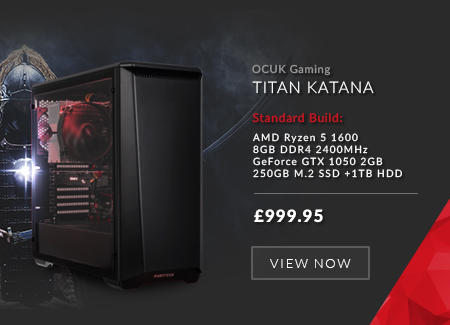 OCUK Gaming
TITAN KATANA
Standard Build:
AMD Ryzen 5 1600
8GB DDR4 2400MHz
GeForce GTX 1050 2GB
250GB M.2 SSD +1TB HDD
£999.95
VIEW NOW
PHANTEKS